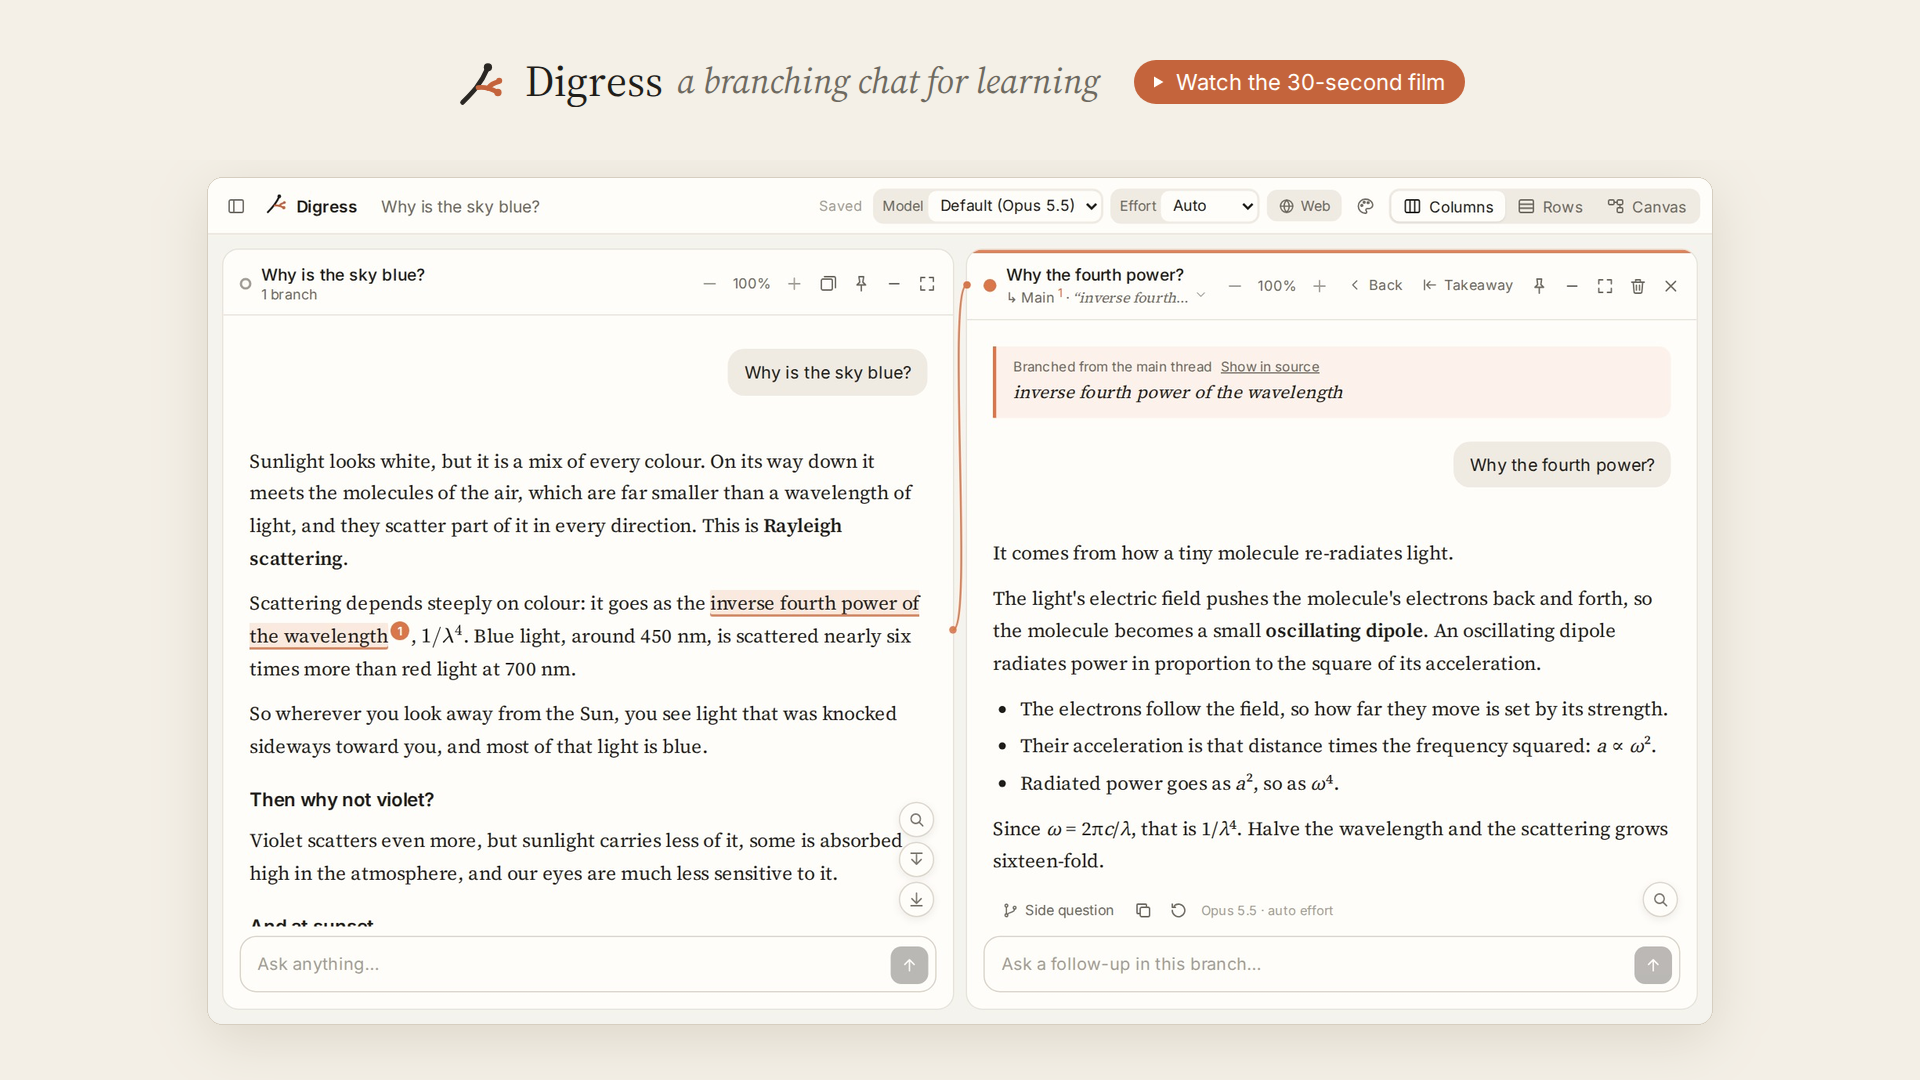 Digress a branching chat for learning
Watch the 30-second film
Digress Why is the sky blue?
Saved Model Default (Opus 5.5) Effort Auto Web Columns Rows Canvas
Why is the sky blue?
1 branch
100%
Why is the sky blue?
Sunlight looks white, but it is a mix of every colour. On its way down it
meets the molecules of the air, which are far smaller than a wavelength of
light, and they scatter part of it in every direction. This is Rayleigh
scattering.
Scattering depends steeply on colour: it goes as the inverse fourth power of
the wavelength 1, 1/λ⁴. Blue light, around 450 nm, is scattered nearly six
times more than red light at 700 nm.
So wherever you look away from the Sun, you see light that was knocked
sideways toward you, and most of that light is blue.
Then why not violet?
Violet scatters even more, but sunlight carries less of it, some is absorbed
high in the atmosphere, and our eyes are much less sensitive to it.
And at sunset
Ask anything...
Why the fourth power?
↳ Main 1 · “inverse fourth...
100% Back Takeaway
Branched from the main thread Show in source
inverse fourth power of the wavelength
Why the fourth power?
It comes from how a tiny molecule re-radiates light.
The light's electric field pushes the molecule's electrons back and forth, so
the molecule becomes a small oscillating dipole. An oscillating dipole
radiates power in proportion to the square of its acceleration.
• The electrons follow the field, so how far they move is set by its strength.
• Their acceleration is that distance times the frequency squared: a ∝ ω².
• Radiated power goes as a², so as ω⁴.
Since ω = 2πc/λ, that is 1/λ⁴. Halve the wavelength and the scattering grows
sixteen-fold.
Side question Opus 5.5 · auto effort
Ask a follow-up in this branch...